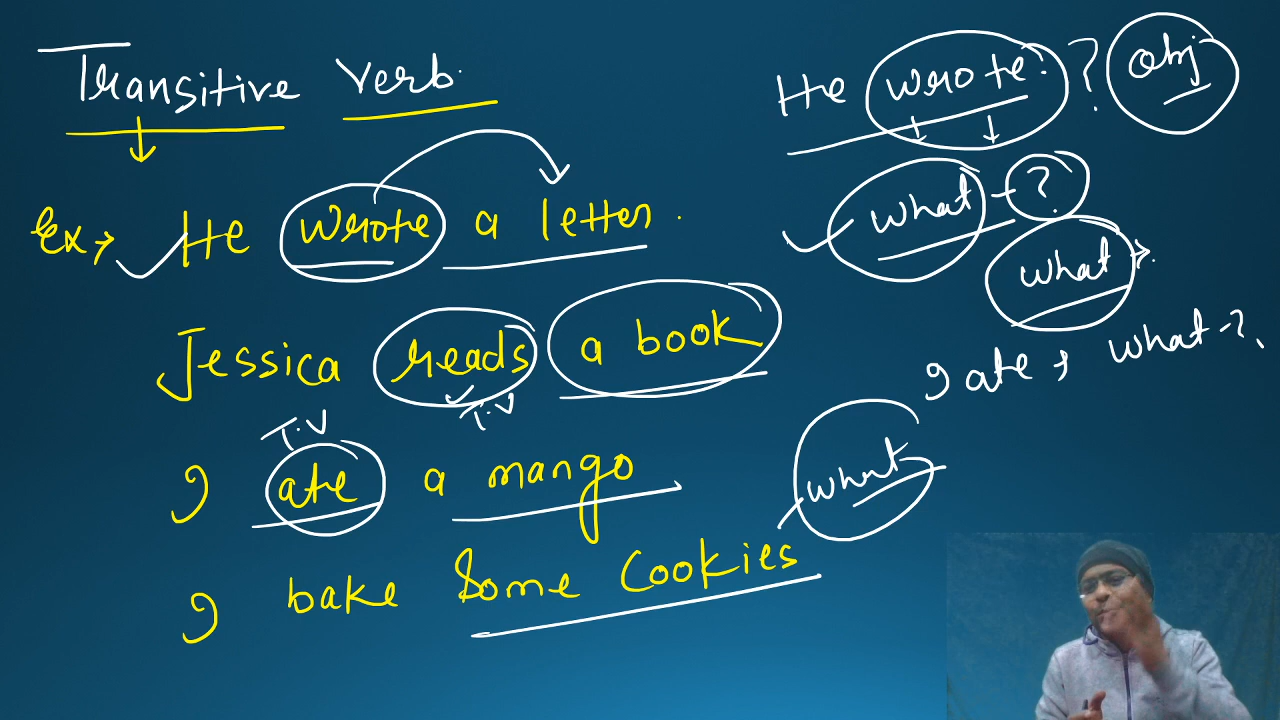 Transitive Verb.
He wrote ? obj
what - ?
what
Ex, He wrote a letter.
Jessica reads a book
T.V
I ate, what - ?
T.V
I ate a mango
what
I bake Some Cookies